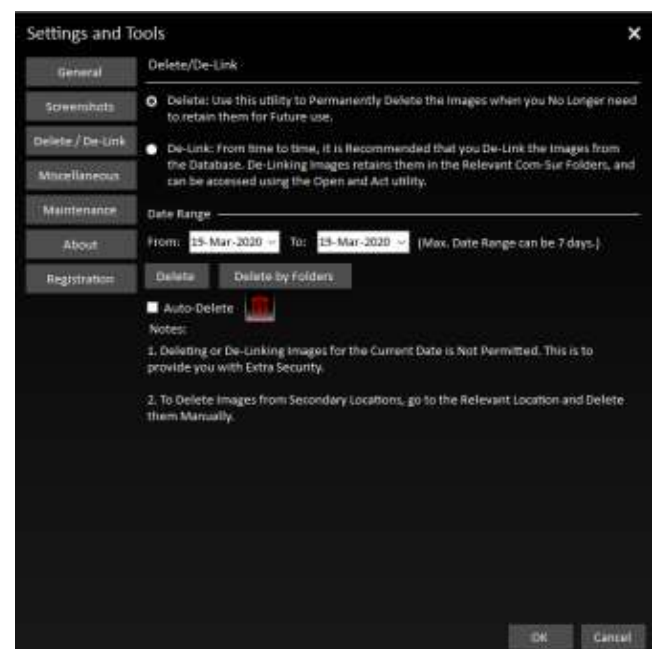 Settings and Tools
General
Screenshots
Delete / De-Link
Miscellaneous
Maintenance
About
Registration
Delete/De-Link
Delete: Use this utility to Permanently Delete the Images when you No Longer need
to retain them for Future use.
De-Link: From time to time, it is Recommended that you De-Link the Images from
the Database. De-Linking Images retains them in the Relevant Com-Sur Folders, and
can be accessed using the Open and Act utility.
Date Range
From: 19-Mar-2020 To: 19-Mar-2020 (Max. Date Range can be 7 days.)
Delete Delete by Folders
Auto-Delete
Notes:
1. Deleting or De-Linking Images for the Current Date is Not Permitted. This is to
provide you with Extra Security.
2. To Delete Images from Secondary Locations, go to the Relevant Location and Delete
them Manually.
OK Cancel